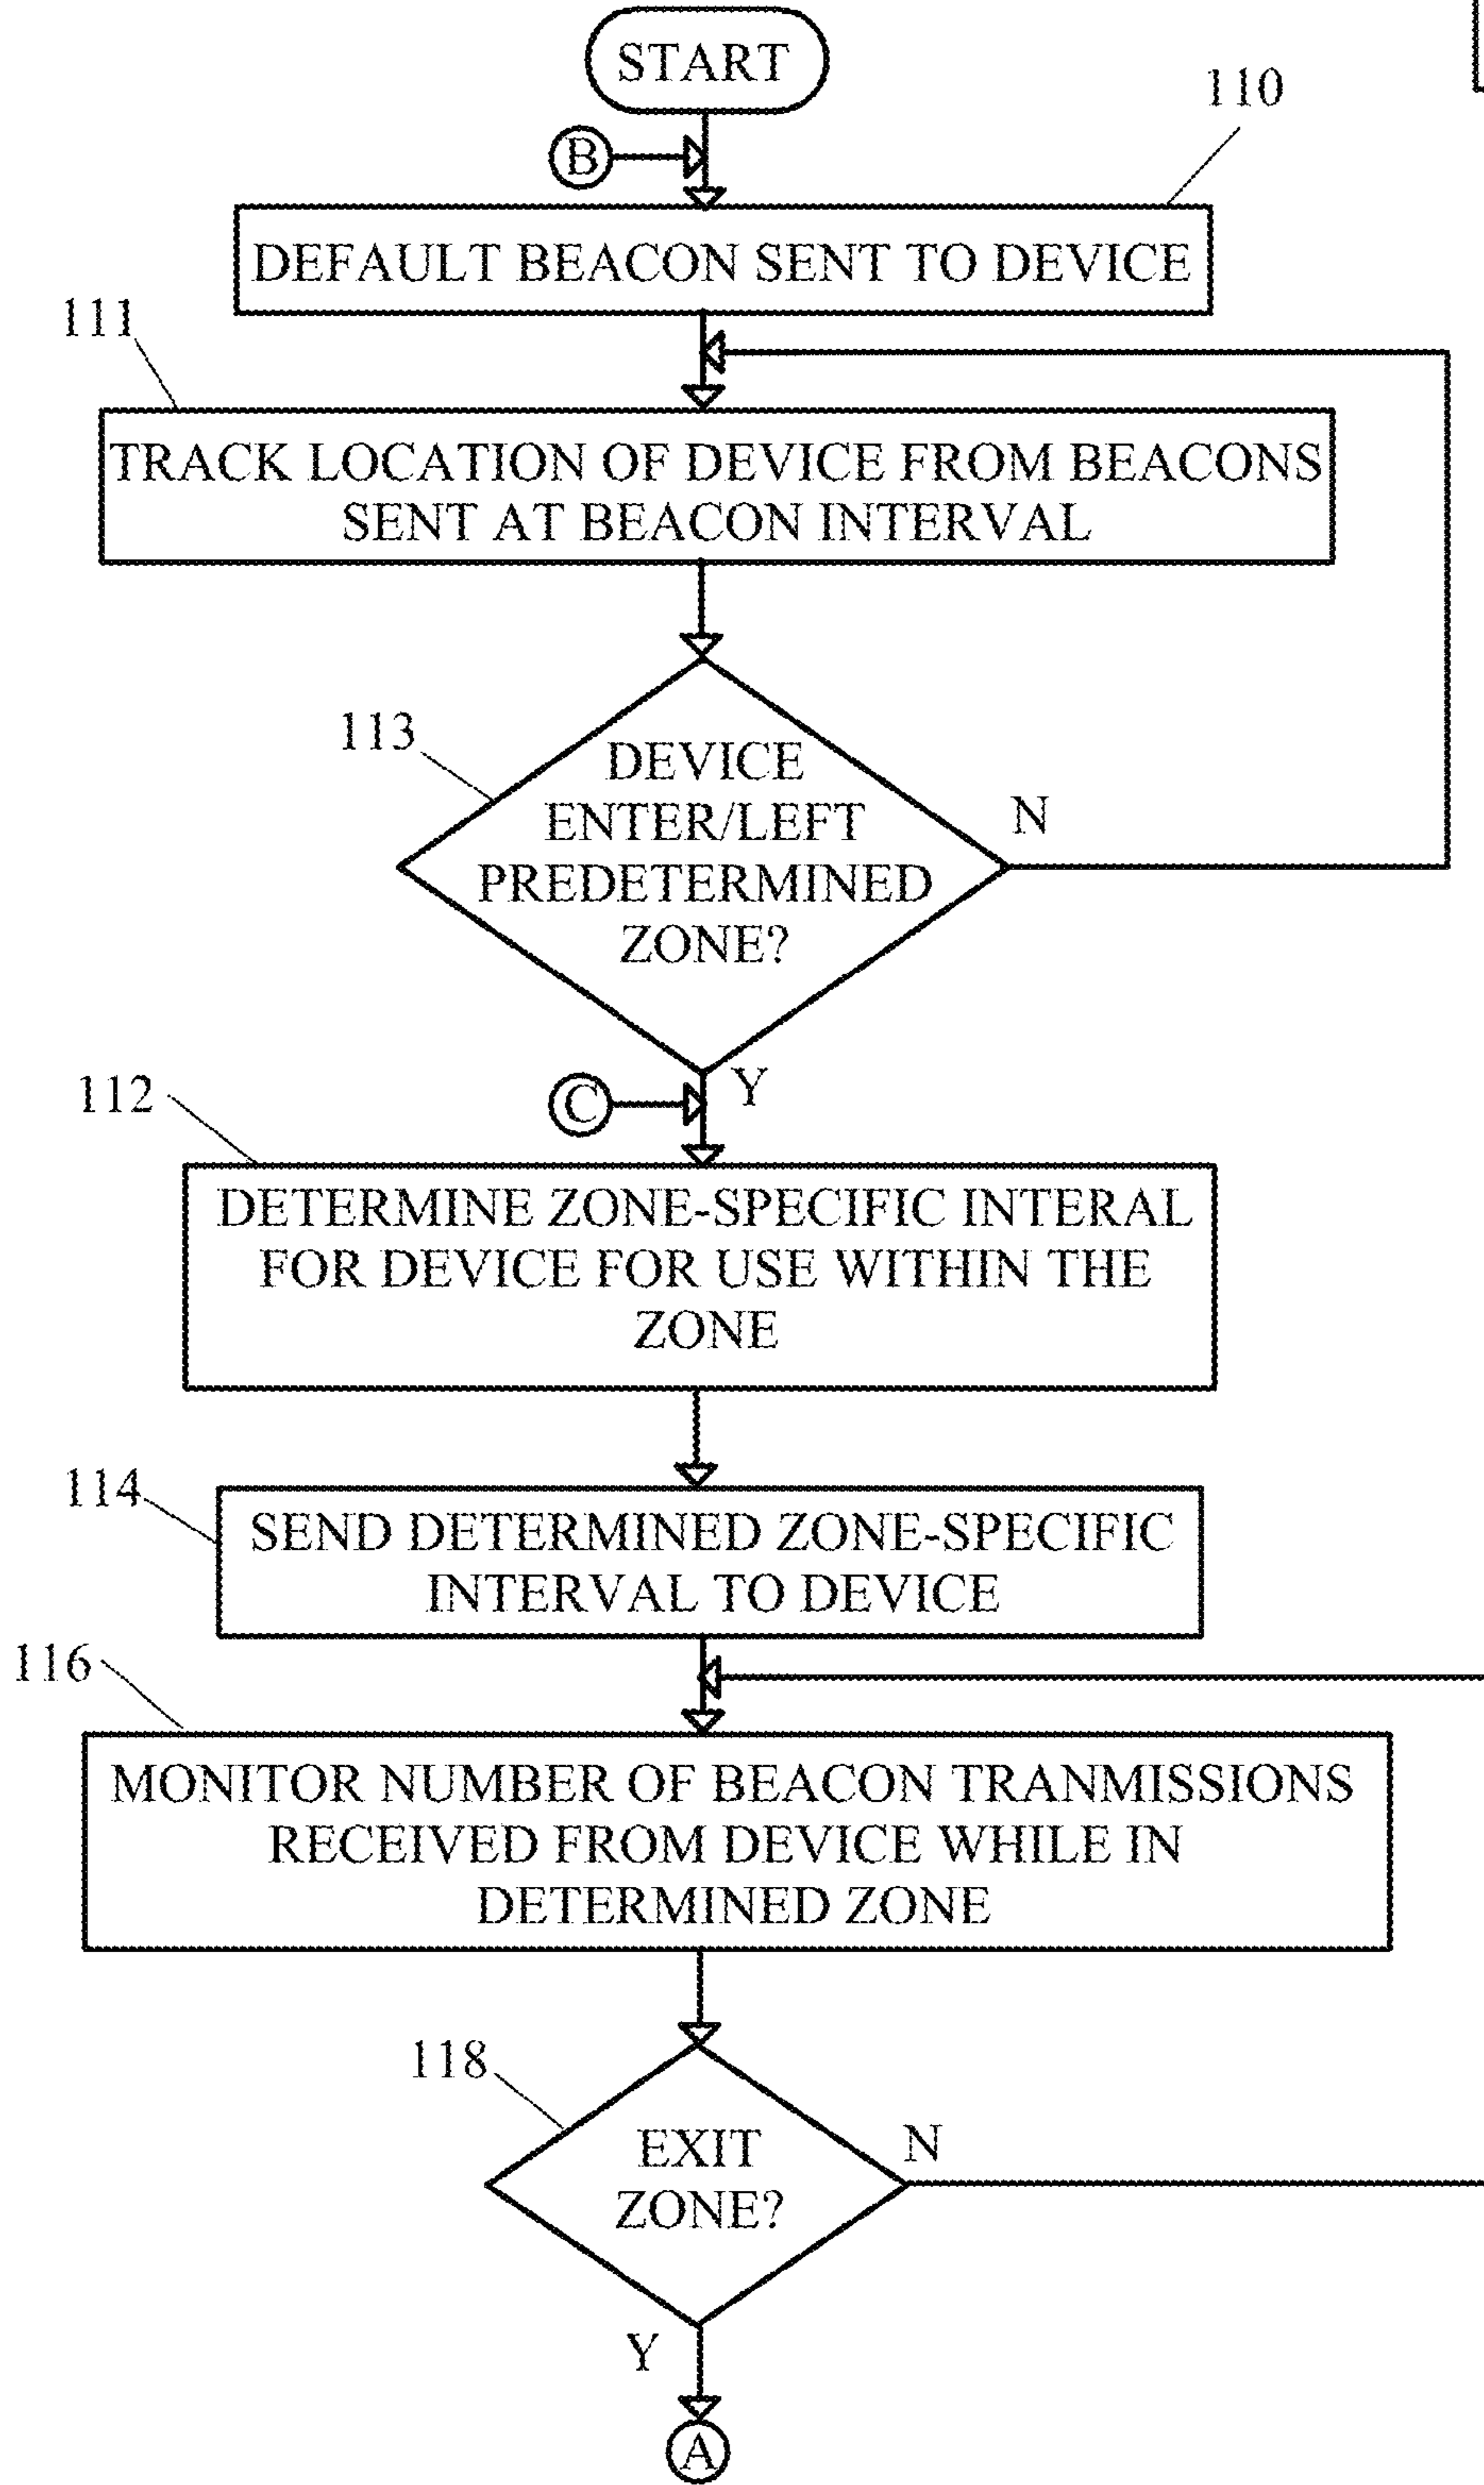 START
110
B
DEFAULT BEACON SENT TO DEVICE
111
TRACK LOCATION OF DEVICE FROM BEACONS
SENT AT BEACON INTERVAL
113
DEVICE
ENTER/LEFT
PREDETERMINED
ZONE?
N
Y
C
112
DETERMINE ZONE-SPECIFIC INTERAL
FOR DEVICE FOR USE WITHIN THE
ZONE
114
SEND DETERMINED ZONE-SPECIFIC
INTERVAL TO DEVICE
116
MONITOR NUMBER OF BEACON TRANMISSIONS
RECEIVED FROM DEVICE WHILE IN
DETERMINED ZONE
118
EXIT
ZONE?
N
Y
A